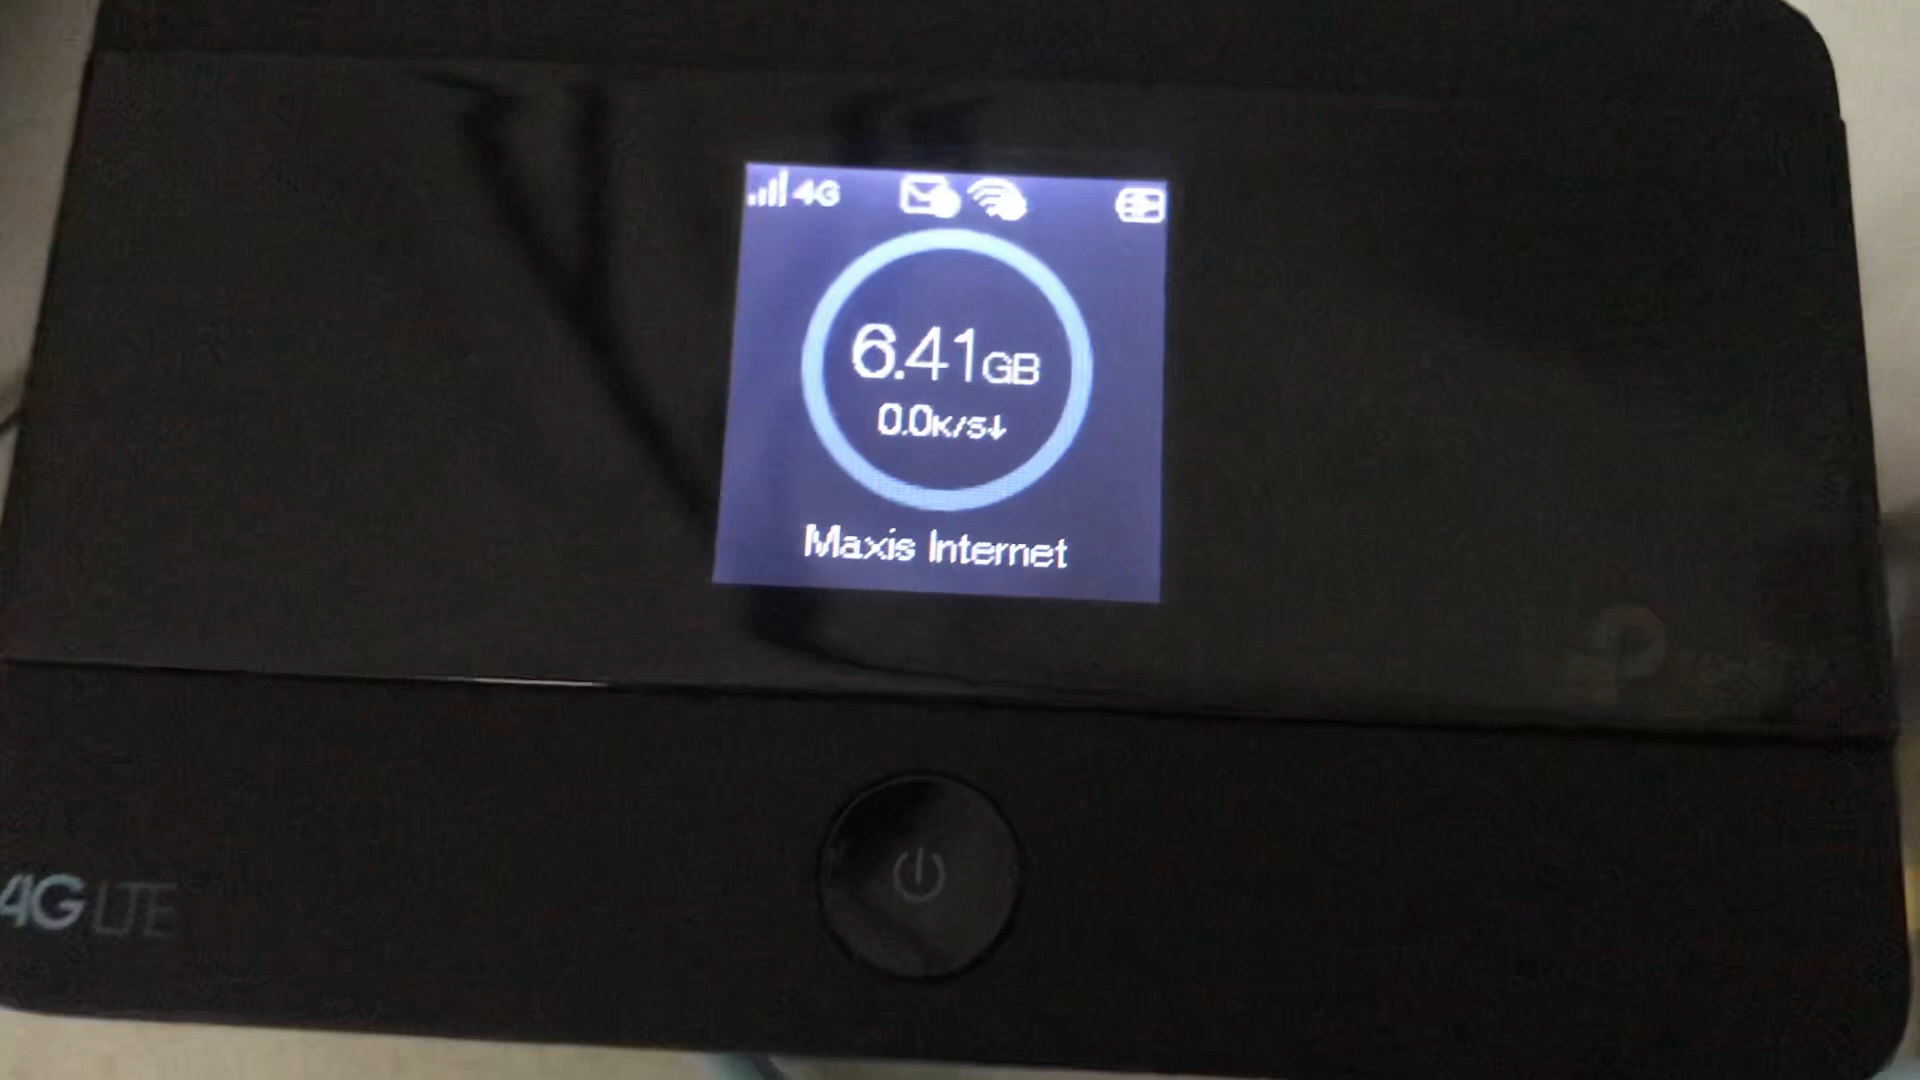 4G
6.41GB
0.0K/S↓
Maxis Internet
4G LTE